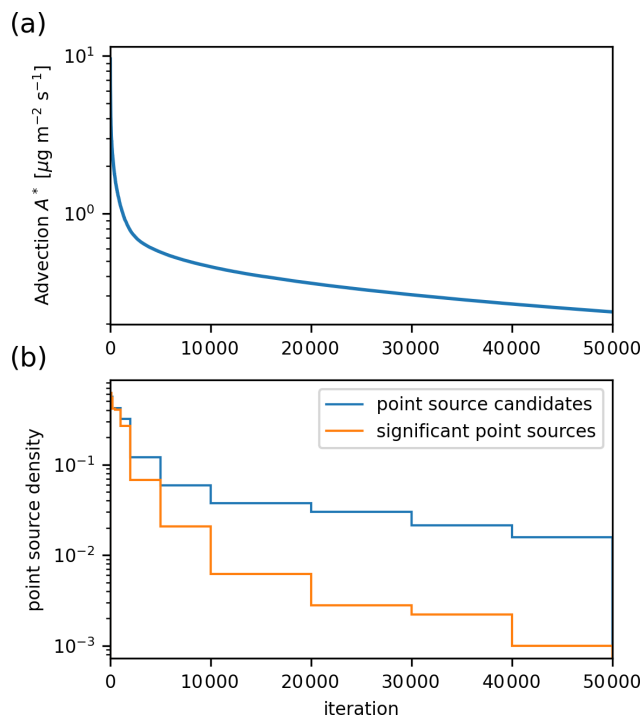 (a)
Advection A* [μg m⁻² s⁻¹]
10¹
10⁰
0 10000 20000 30000 40000 50000
(b)
point source density
10⁻¹
10⁻²
10⁻³
point source candidates
significant point sources
0 10000 20000 30000 40000 50000
iteration